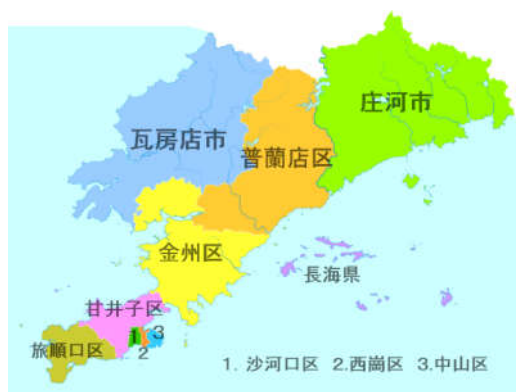 庄河市
瓦房店市
普蘭店区
金州区
長海県
甘井子区
旅順口区
1
2
3
1. 沙河口区 2.西崗区 3.中山区